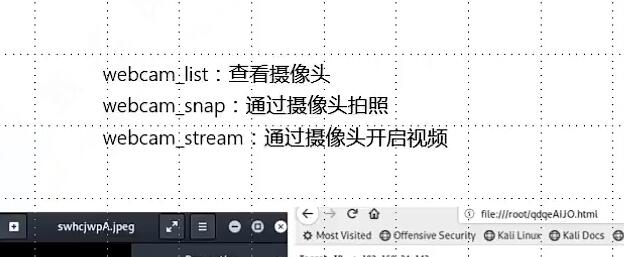 webcam_list：查看摄像头
webcam_snap：通过摄像头拍照
webcam_stream：通过摄像头开启视频
swhcjwpA.jpeg
file:///root/qdgeAIJO.html
Most Visited Offensive Security Kali Linux Kali Docs